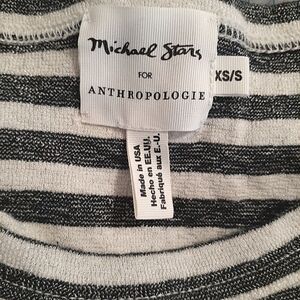 Michael Stars
FOR
ANTHROPOLOGIE
XS/S
Made in USA
Hecho en EE.UU.
Fabriqué aux E.-U.